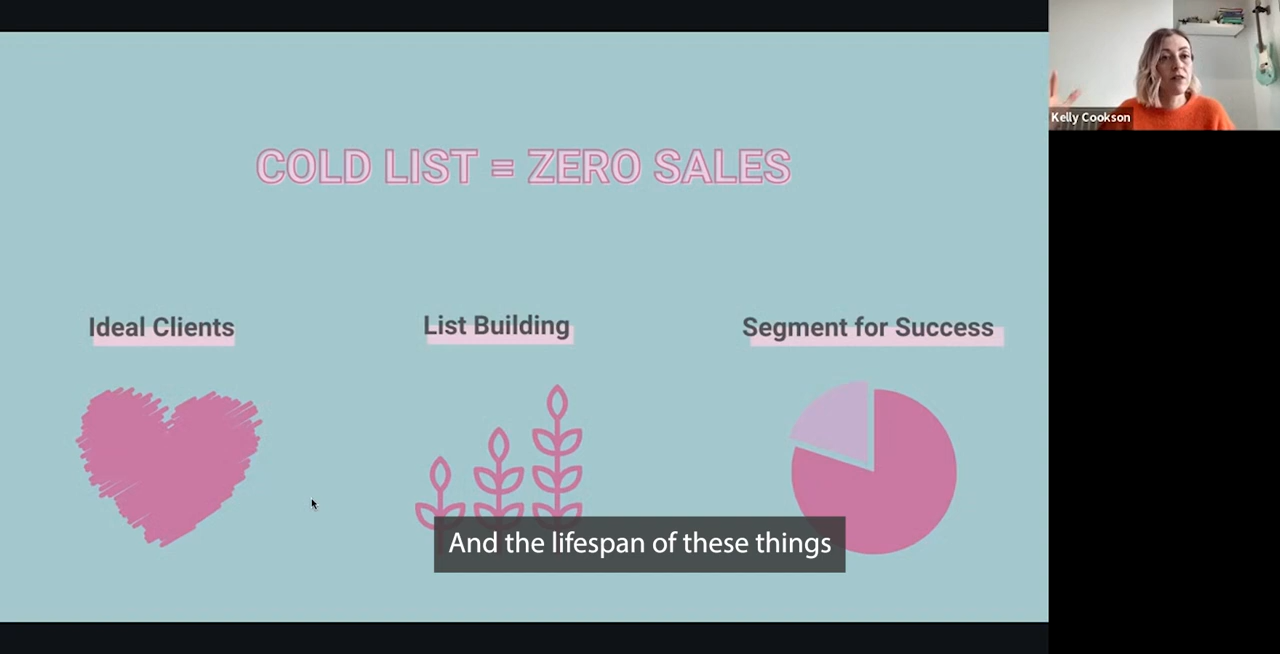 COLD LIST = ZERO SALES
Kelly Cookson
Ideal Clients
List Building
Segment for Success
And the lifespan of these things